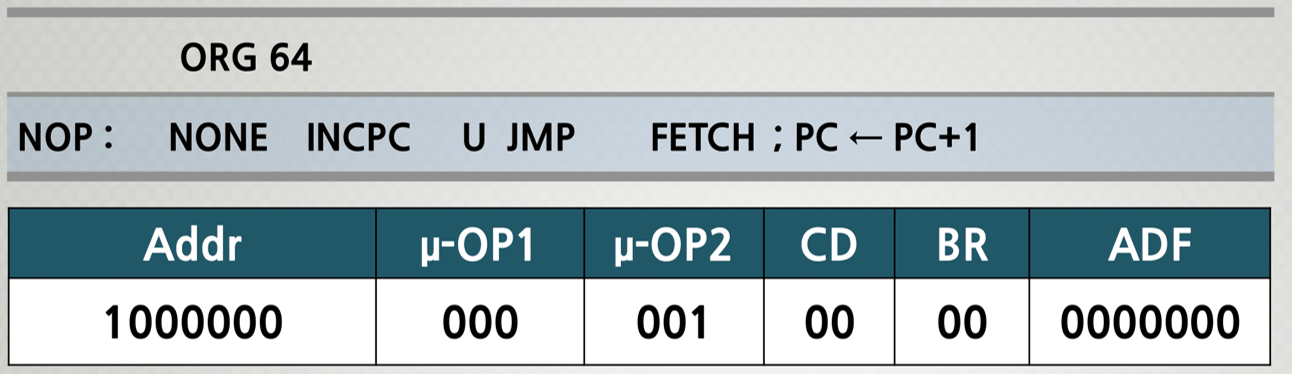 ORG 64
NOP : NONE INCPC U JMP FETCH ; PC ← PC+1
Addr μ-OP1 μ-OP2 CD BR ADF
1000000 000 001 00 00 0000000